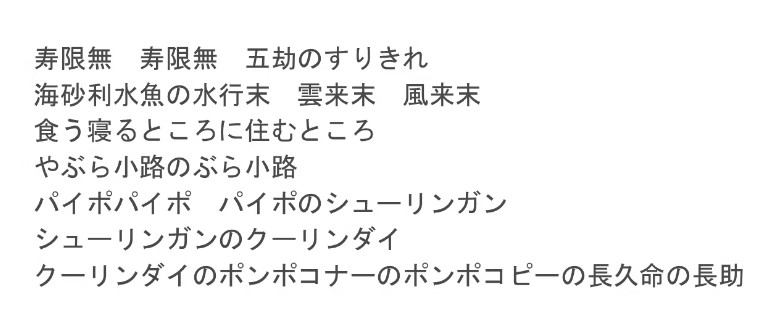 寿限無　寿限無　五劫のすりきれ
海砂利水魚の水行末　雲来末　風来末
食う寝るところに住むところ
やぶら小路のぶら小路
パイポパイポ　パイポのシューリンガン
シューリンガンのクーリンダイ
クーリンダイのポンポコナーのポンポコピーの長久命の長助